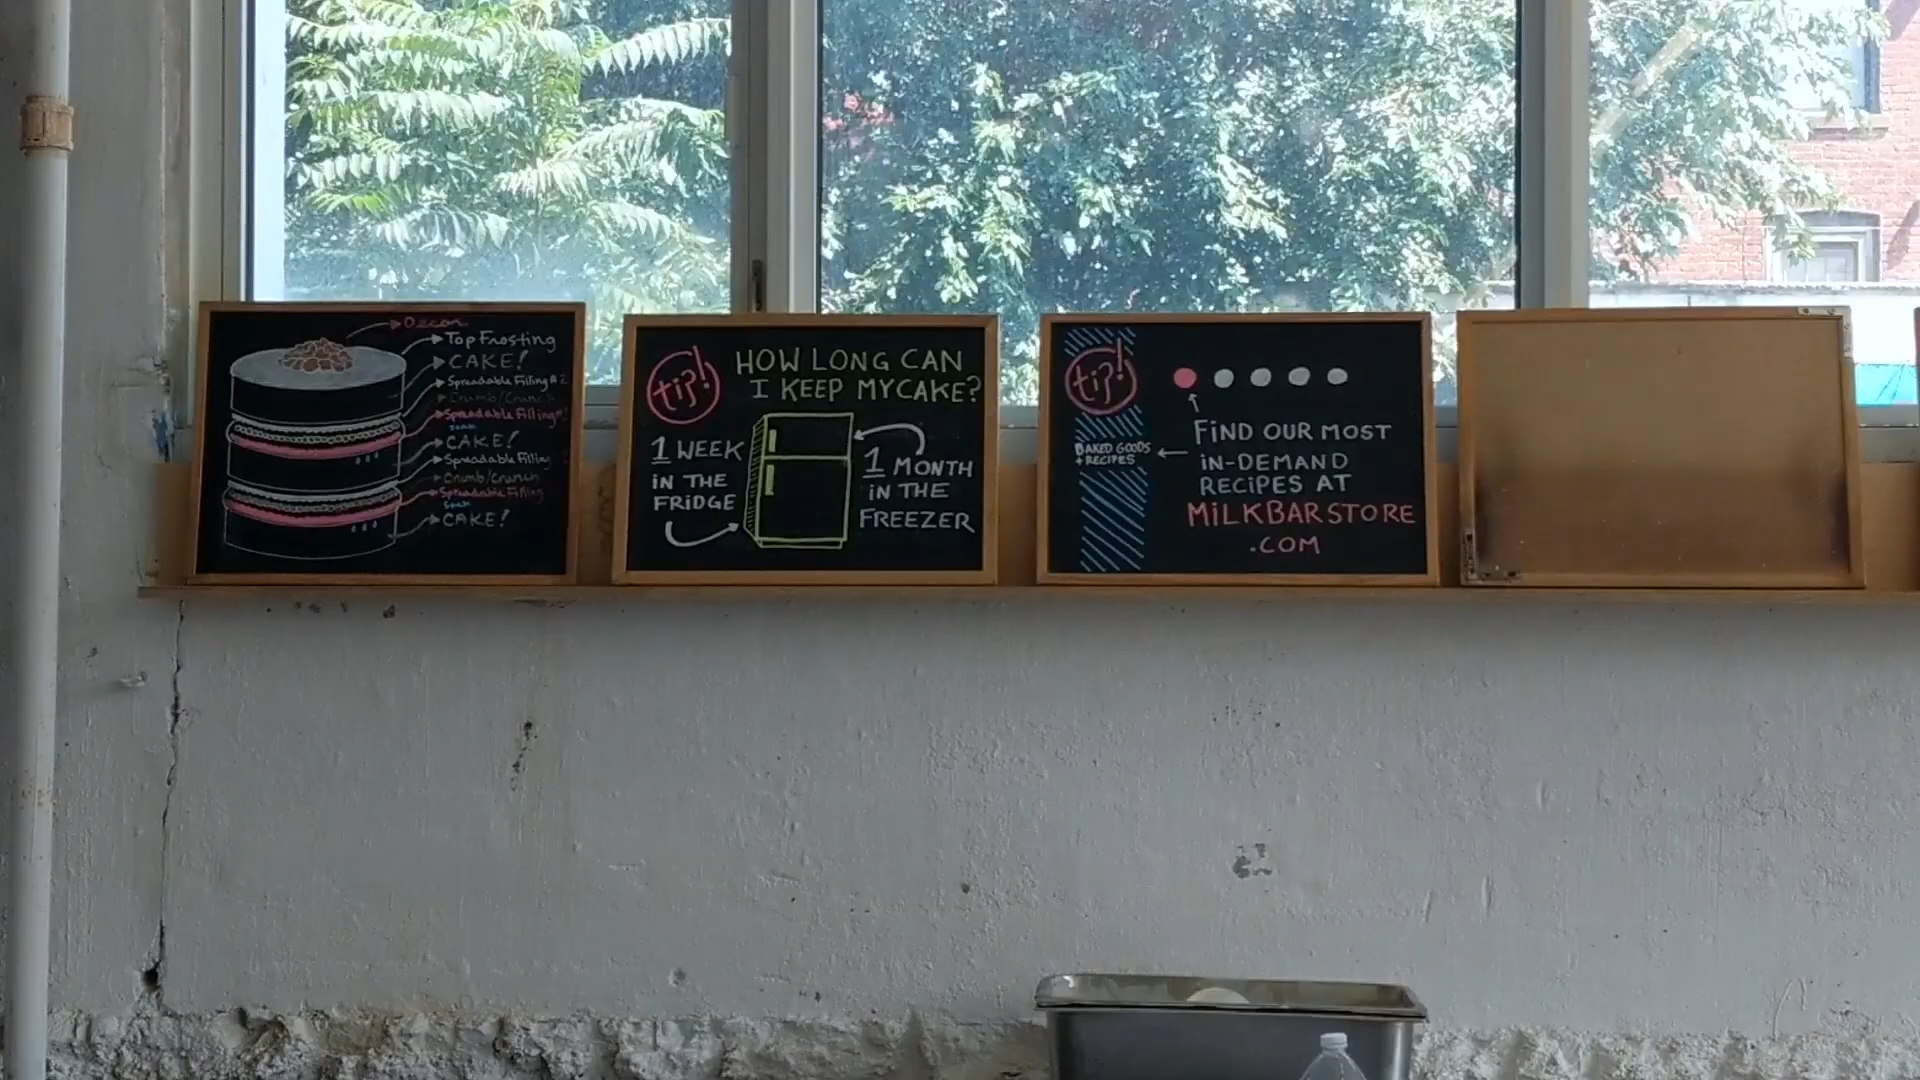 Decor
Top Frosting
CAKE!
Spreadable Filling #2
Crumb/Crunch
Spreadable Filling #1
Soak
CAKE!
Spreadable Filling
Crumb/Crunch
Spreadable Filling
Soak
CAKE!
tip!
HOW LONG CAN
I KEEP MY CAKE?
1 WEEK
IN THE
FRIDGE
1 MONTH
IN THE
FREEZER
tip!
BAKED GOODS
+ RECIPES
FIND OUR MOST
IN-DEMAND
RECIPES AT
MILKBARSTORE
.COM